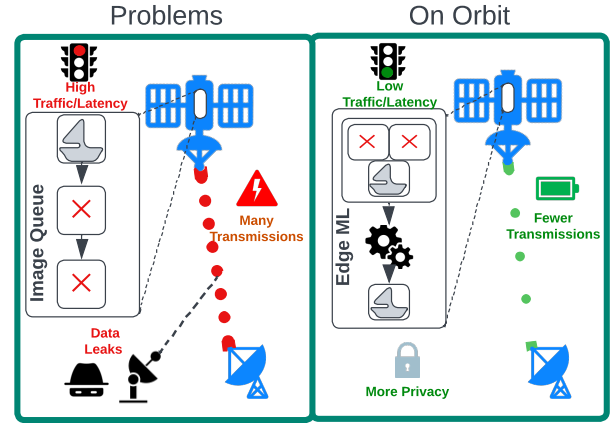 Problems
On Orbit
High
Traffic/Latency
Image Queue
Many
Transmissions
Data
Leaks
Low
Traffic/Latency
Edge ML
Fewer
Transmissions
More Privacy